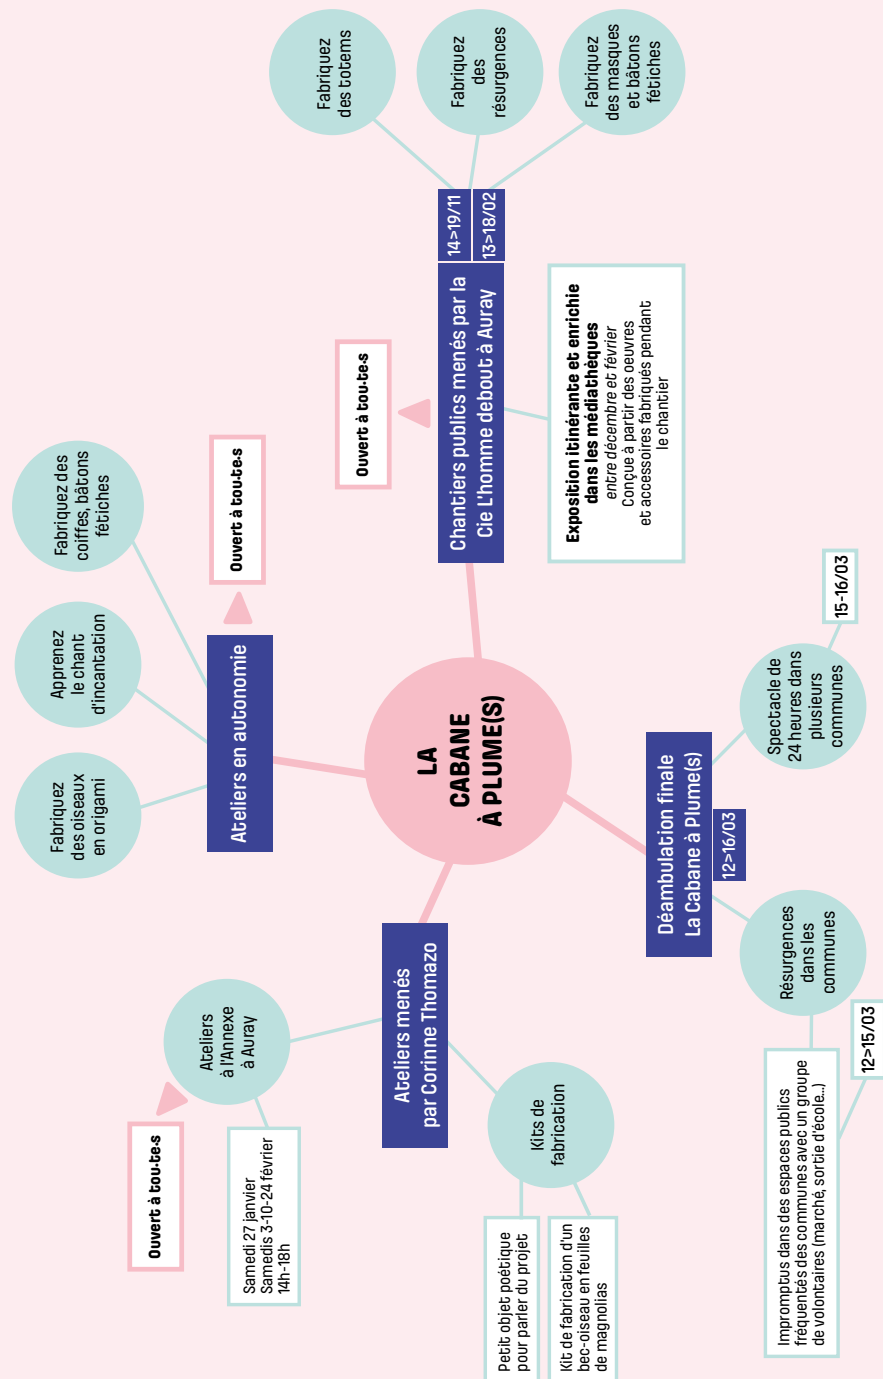 LA
CABANE
À PLUME(S)
Ateliers menés
par Corinne Thomazo
Ateliers
à l'Annexe
à Auray
Ouvert à tou·te·s
Samedi 27 janvier
Samedis 3-10-24 février
14h-18h
Kits de
fabrication
Petit objet poétique
pour parler du projet
Kit de fabrication d'un
bec-oiseau en feuilles
de magnolias
Ateliers en autonomie
Fabriquez
des oiseaux
en origami
Apprenez
le chant
d'incantation
Fabriquez des
coiffes, bâtons
fétiches
Ouvert à tou·te·s
Chantiers publics menés par la
Cie L'homme debout à Auray
14>19/11
13>18/02
Ouvert à tou·te·s
Fabriquez
des totems
Fabriquez
des
résurgences
Fabriquez
des masques
et bâtons
fétiches
Exposition itinérante et enrichie
dans les médiathèques
entre décembre et février
Conçue à partir des oeuvres
et accessoires fabriqués pendant
le chantier
Déambulation finale
La Cabane à Plume(s)
12>16/03
Résurgences
dans les
communes
Impromptus dans des espaces publics
fréquentés des communes avec un groupe
de volontaires (marché, sortie d'école...)
12>15/03
Spectacle de
24 heures dans
plusieurs
communes
15-16/03